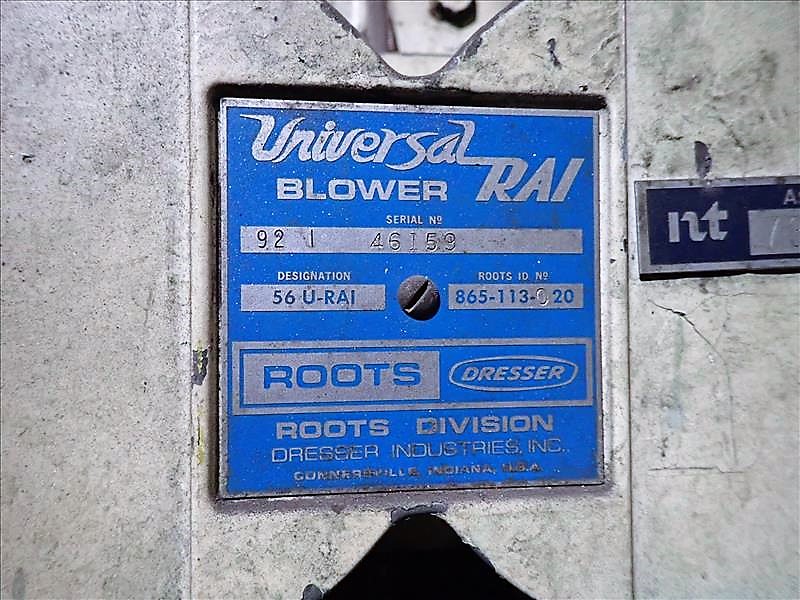 Universal RAI
BLOWER
SERIAL Nº
92 1 46159
DESIGNATION ROOTS ID Nº
56 U-RAI 865-113-020
ROOTS DRESSER
ROOTS DIVISION
DRESSER INDUSTRIES, INC.
CONNERSVILLE, INDIANA, U.S.A.
nt